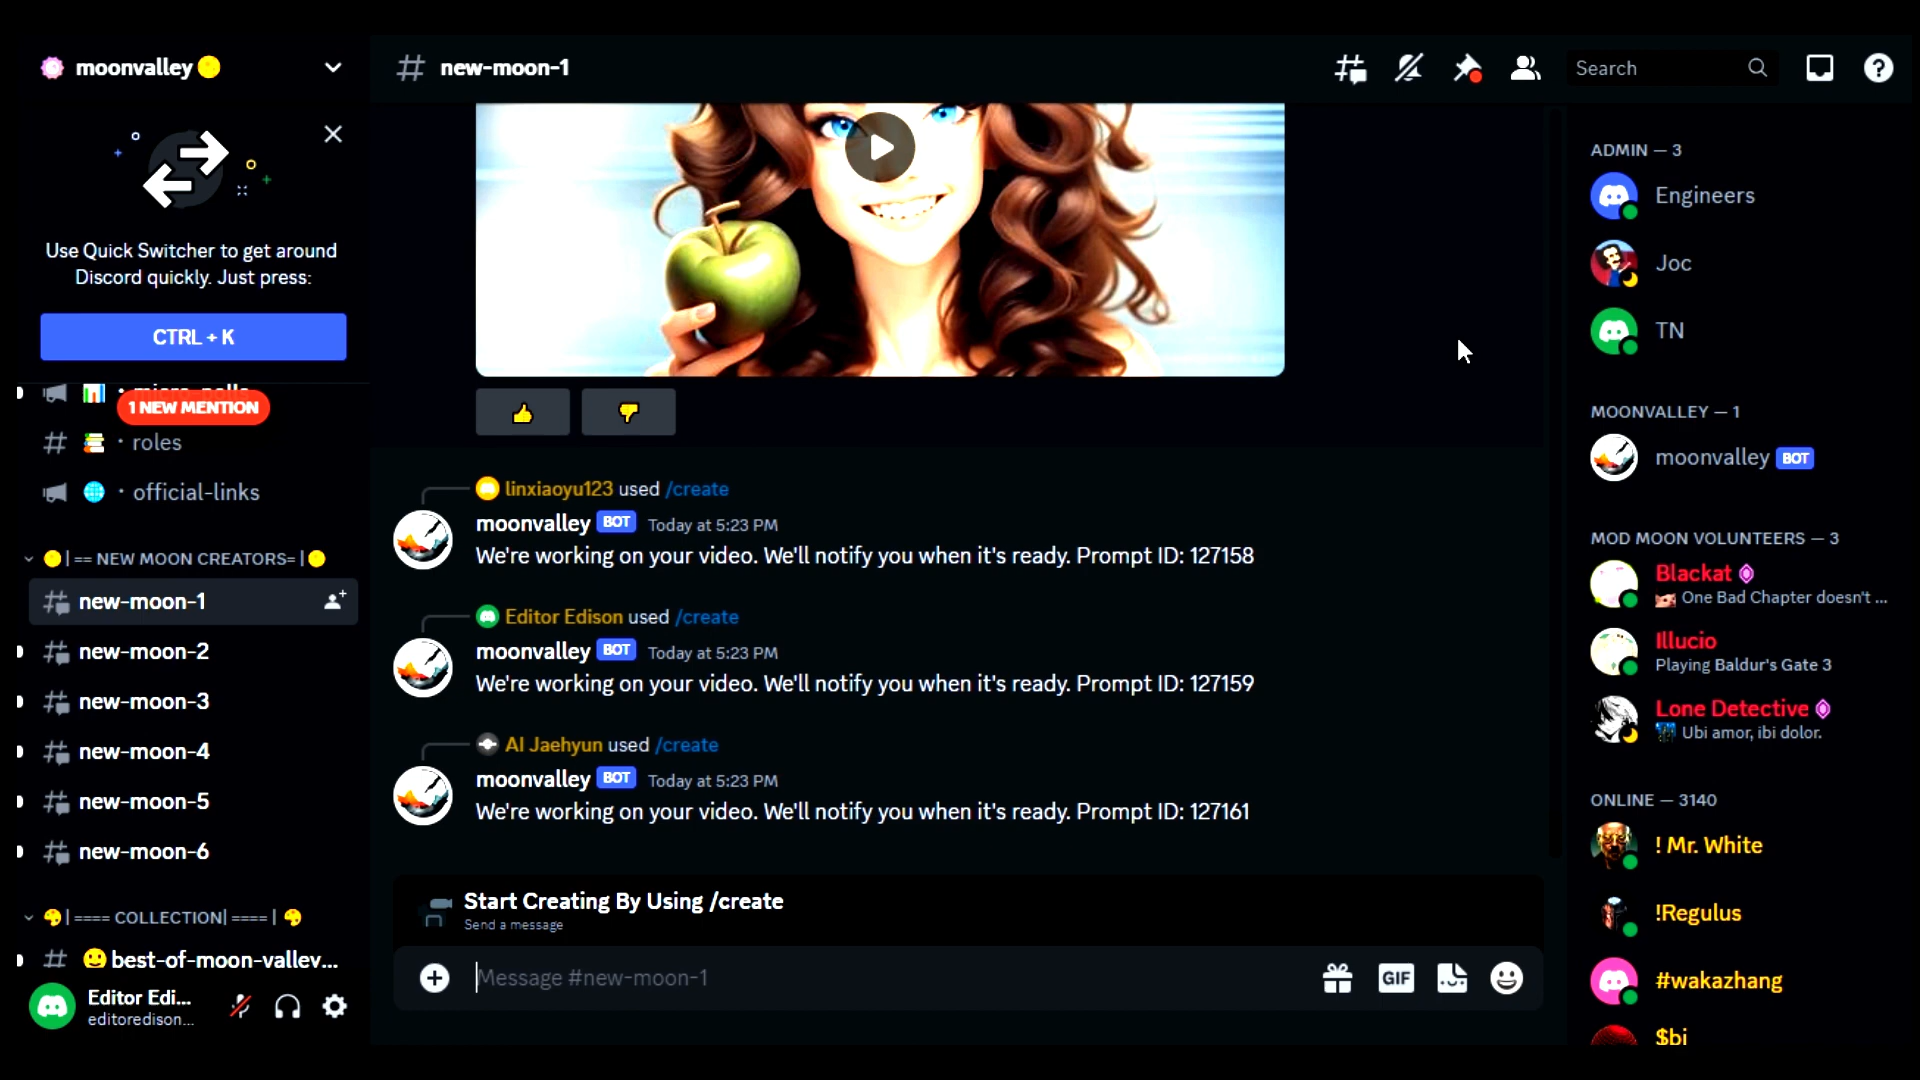 moonvalley
Use Quick Switcher to get around
Discord quickly. Just press:
CTRL + K
1 NEW MENTION
roles
official-links
| == NEW MOON CREATORS= |
new-moon-1
new-moon-2
new-moon-3
new-moon-4
new-moon-5
new-moon-6
| ==== COLLECTION| ==== |
best-of-moon-valley...
Editor Edi...
editoredison...
new-moon-1
Search
linxiaoyu123 used /create
moonvalley BOT Today at 5:23 PM
We're working on your video. We'll notify you when it's ready. Prompt ID: 127158
Editor Edison used /create
moonvalley BOT Today at 5:23 PM
We're working on your video. We'll notify you when it's ready. Prompt ID: 127159
AI Jaehyun used /create
moonvalley BOT Today at 5:23 PM
We're working on your video. We'll notify you when it's ready. Prompt ID: 127161
Start Creating By Using /create
Send a message
Message #new-moon-1
GIF
ADMIN — 3
Engineers
Joc
TN
MOONVALLEY — 1
moonvalley BOT
MOD MOON VOLUNTEERS — 3
Blackat
One Bad Chapter doesn't ...
Illucio
Playing Baldur's Gate 3
Lone Detective
Ubi amor, ibi dolor.
ONLINE — 3140
! Mr. White
!Regulus
#wakazhang
$bi